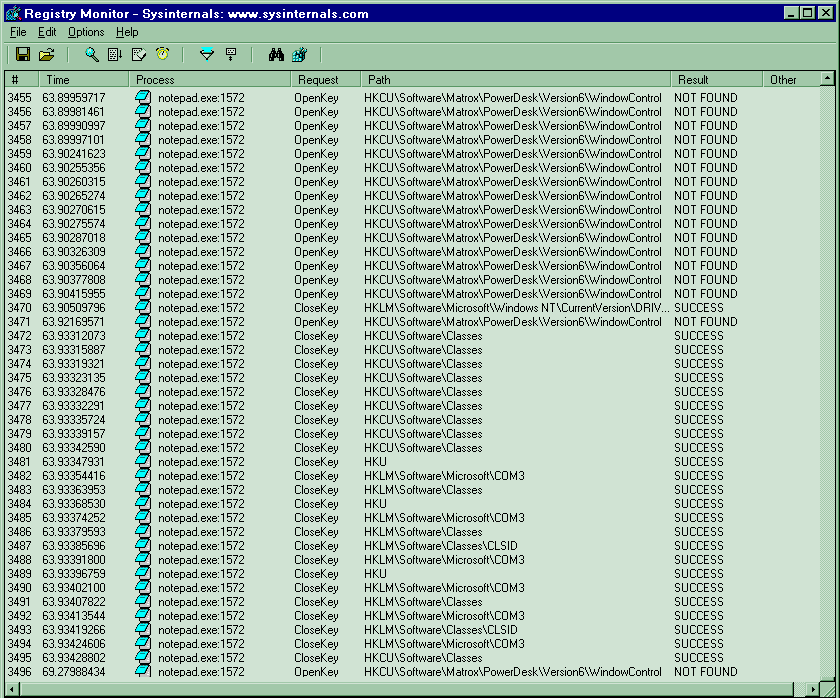 Registry Monitor - Sysinternals: www.sysinternals.com
File Edit Options Help
# Time Process Request Path Result Other
3455 63.89959717 notepad.exe:1572 OpenKey HKCU\Software\Matrox\PowerDesk\Version6\WindowControl NOT FOUND
3456 63.89981461 notepad.exe:1572 OpenKey HKCU\Software\Matrox\PowerDesk\Version6\WindowControl NOT FOUND
3457 63.89990997 notepad.exe:1572 OpenKey HKCU\Software\Matrox\PowerDesk\Version6\WindowControl NOT FOUND
3458 63.89997101 notepad.exe:1572 OpenKey HKCU\Software\Matrox\PowerDesk\Version6\WindowControl NOT FOUND
3459 63.90241623 notepad.exe:1572 OpenKey HKCU\Software\Matrox\PowerDesk\Version6\WindowControl NOT FOUND
3460 63.90255356 notepad.exe:1572 OpenKey HKCU\Software\Matrox\PowerDesk\Version6\WindowControl NOT FOUND
3461 63.90260315 notepad.exe:1572 OpenKey HKCU\Software\Matrox\PowerDesk\Version6\WindowControl NOT FOUND
3462 63.90265274 notepad.exe:1572 OpenKey HKCU\Software\Matrox\PowerDesk\Version6\WindowControl NOT FOUND
3463 63.90270615 notepad.exe:1572 OpenKey HKCU\Software\Matrox\PowerDesk\Version6\WindowControl NOT FOUND
3464 63.90275574 notepad.exe:1572 OpenKey HKCU\Software\Matrox\PowerDesk\Version6\WindowControl NOT FOUND
3465 63.90287018 notepad.exe:1572 OpenKey HKCU\Software\Matrox\PowerDesk\Version6\WindowControl NOT FOUND
3466 63.90326309 notepad.exe:1572 OpenKey HKCU\Software\Matrox\PowerDesk\Version6\WindowControl NOT FOUND
3467 63.90356064 notepad.exe:1572 OpenKey HKCU\Software\Matrox\PowerDesk\Version6\WindowControl NOT FOUND
3468 63.90377808 notepad.exe:1572 OpenKey HKCU\Software\Matrox\PowerDesk\Version6\WindowControl NOT FOUND
3469 63.90415955 notepad.exe:1572 OpenKey HKCU\Software\Matrox\PowerDesk\Version6\WindowControl NOT FOUND
3470 63.90509796 notepad.exe:1572 CloseKey HKLM\Software\Microsoft\Windows NT\CurrentVersion\DRIV... SUCCESS
3471 63.92169571 notepad.exe:1572 OpenKey HKCU\Software\Matrox\PowerDesk\Version6\WindowControl NOT FOUND
3472 63.93312073 notepad.exe:1572 CloseKey HKCU\Software\Classes SUCCESS
3473 63.93315887 notepad.exe:1572 CloseKey HKCU\Software\Classes SUCCESS
3474 63.93319321 notepad.exe:1572 CloseKey HKCU\Software\Classes SUCCESS
3475 63.93323135 notepad.exe:1572 CloseKey HKCU\Software\Classes SUCCESS
3476 63.93328476 notepad.exe:1572 CloseKey HKCU\Software\Classes SUCCESS
3477 63.93332291 notepad.exe:1572 CloseKey HKCU\Software\Classes SUCCESS
3478 63.93335724 notepad.exe:1572 CloseKey HKCU\Software\Classes SUCCESS
3479 63.93339157 notepad.exe:1572 CloseKey HKCU\Software\Classes SUCCESS
3480 63.93342590 notepad.exe:1572 CloseKey HKCU\Software\Classes SUCCESS
3481 63.93347931 notepad.exe:1572 CloseKey HKU SUCCESS
3482 63.93354416 notepad.exe:1572 CloseKey HKLM\Software\Microsoft\COM3 SUCCESS
3483 63.93363953 notepad.exe:1572 CloseKey HKLM\Software\Classes SUCCESS
3484 63.93368530 notepad.exe:1572 CloseKey HKU SUCCESS
3485 63.93374252 notepad.exe:1572 CloseKey HKLM\Software\Microsoft\COM3 SUCCESS
3486 63.93379593 notepad.exe:1572 CloseKey HKLM\Software\Classes SUCCESS
3487 63.93385696 notepad.exe:1572 CloseKey HKLM\Software\Classes\CLSID SUCCESS
3488 63.93391800 notepad.exe:1572 CloseKey HKLM\Software\Microsoft\COM3 SUCCESS
3489 63.93396759 notepad.exe:1572 CloseKey HKU SUCCESS
3490 63.93402100 notepad.exe:1572 CloseKey HKLM\Software\Microsoft\COM3 SUCCESS
3491 63.93407822 notepad.exe:1572 CloseKey HKLM\Software\Classes SUCCESS
3492 63.93413544 notepad.exe:1572 CloseKey HKLM\Software\Microsoft\COM3 SUCCESS
3493 63.93419266 notepad.exe:1572 CloseKey HKLM\Software\Classes\CLSID SUCCESS
3494 63.93424606 notepad.exe:1572 CloseKey HKLM\Software\Microsoft\COM3 SUCCESS
3495 63.93428802 notepad.exe:1572 CloseKey HKCU\Software\Classes SUCCESS
3496 69.27988434 notepad.exe:1572 OpenKey HKCU\Software\Matrox\PowerDesk\Version6\WindowControl NOT FOUND